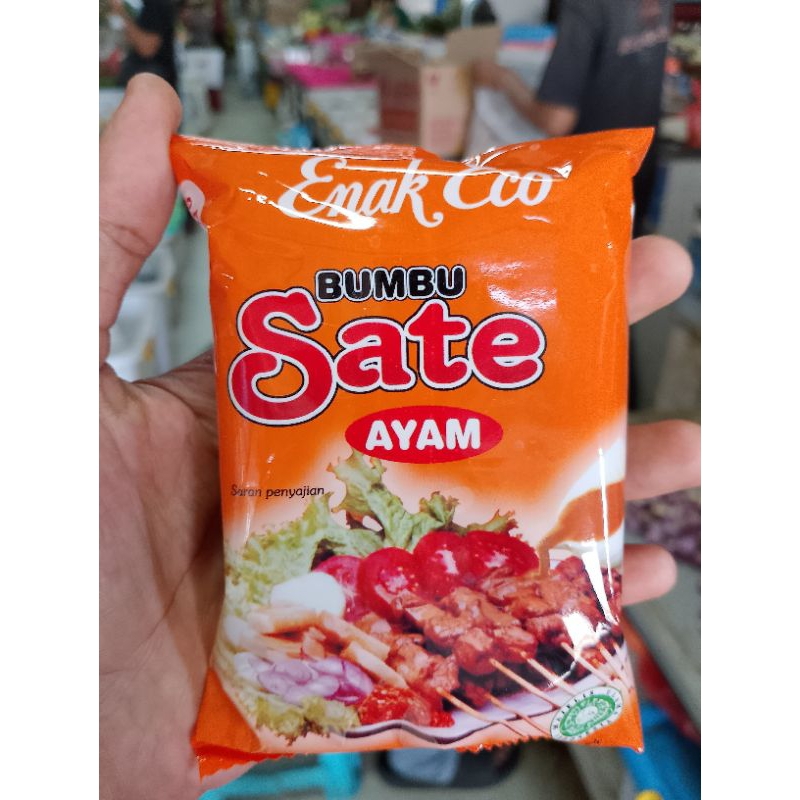 Enak Eco
BUMBU
Sate
AYAM
Saran penyajian